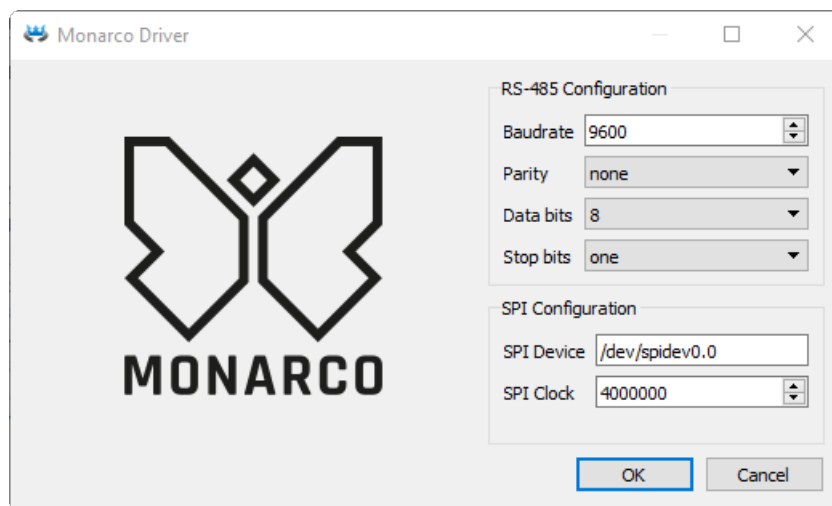 Monarco Driver
MONARCO
RS-485 Configuration
Baudrate 9600
Parity none
Data bits 8
Stop bits one
SPI Configuration
SPI Device /dev/spidev0.0
SPI Clock 4000000
OK Cancel